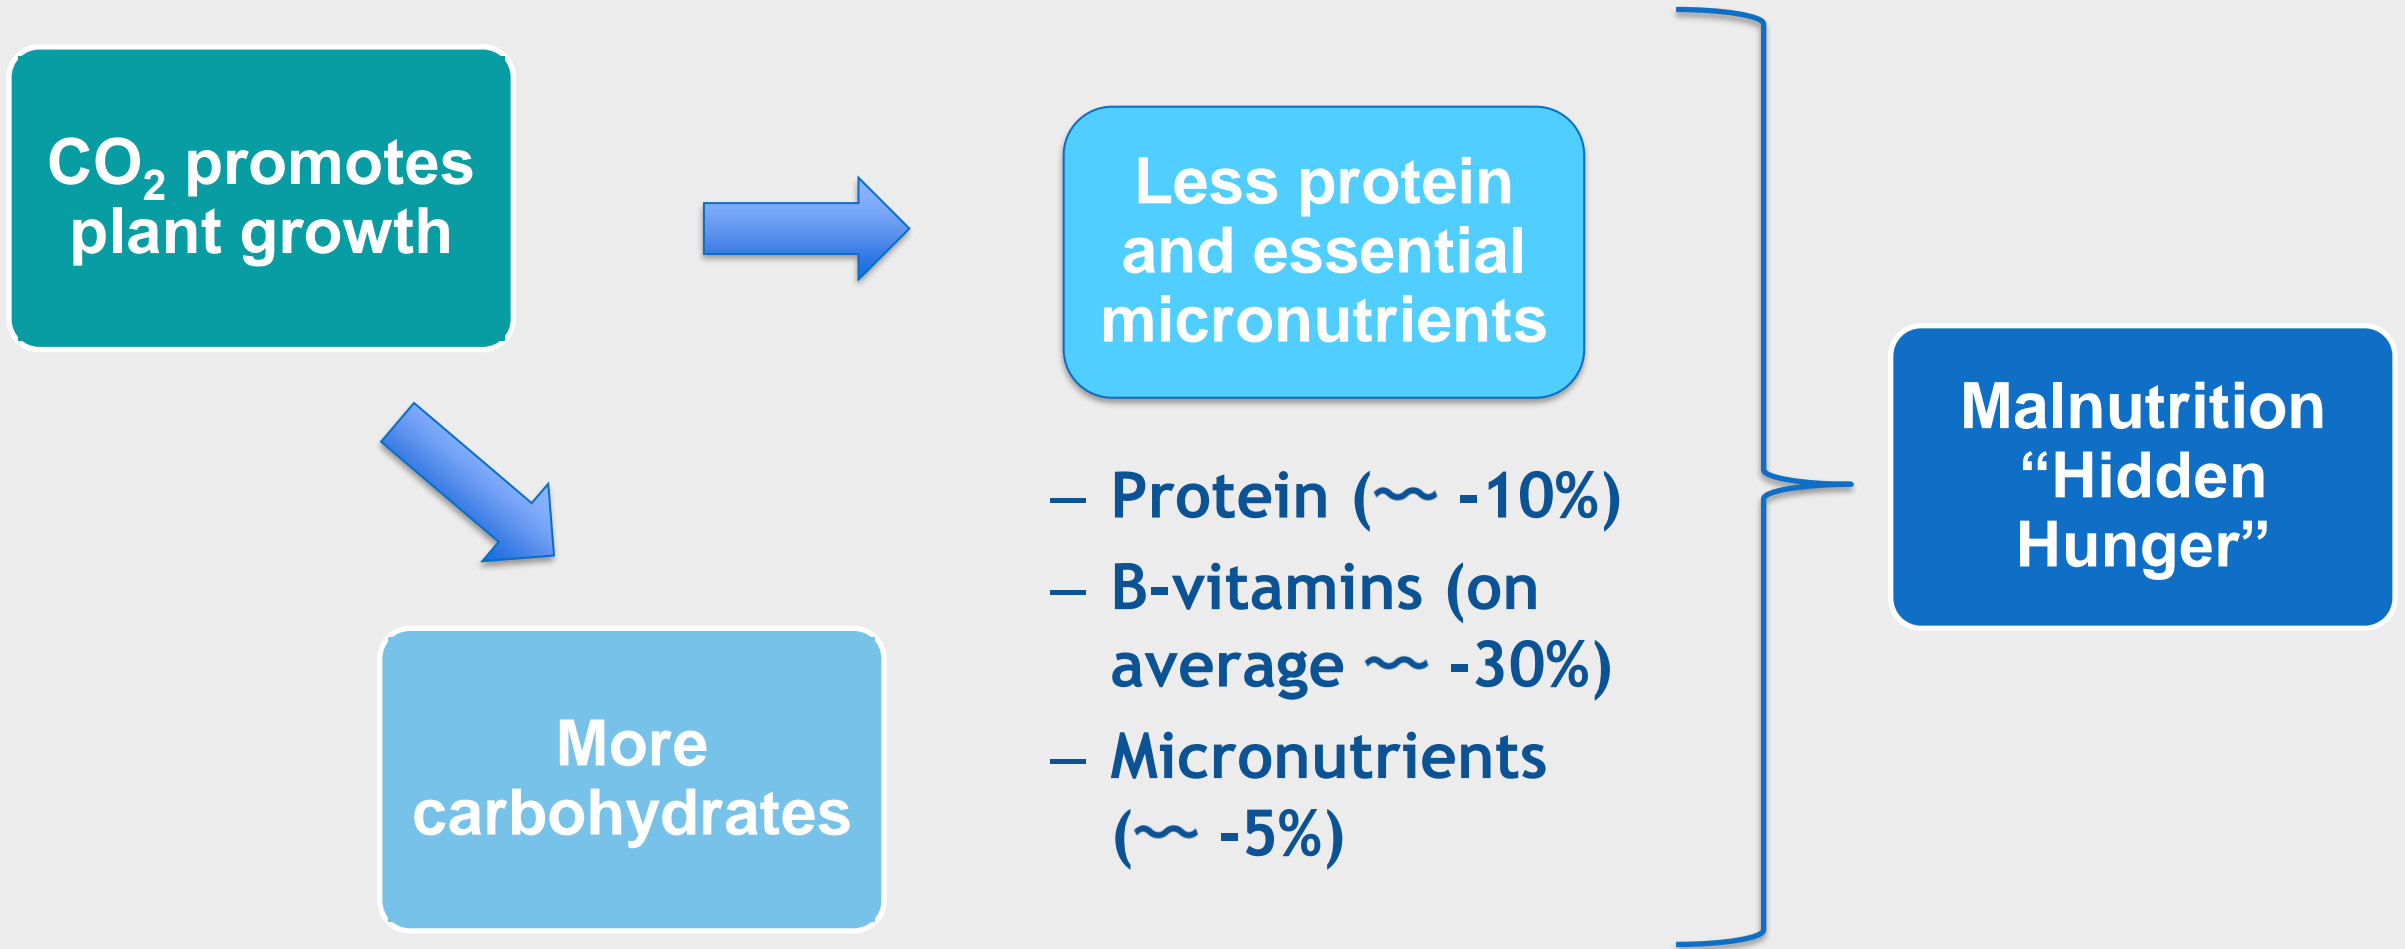 CO₂ promotes
plant growth
Less protein
and essential
micronutrients
– Protein (~~ -10%)
– B-vitamins (on
average ~~ -30%)
– Micronutrients
(~~ -5%)
More
carbohydrates
Malnutrition
“Hidden
Hunger”